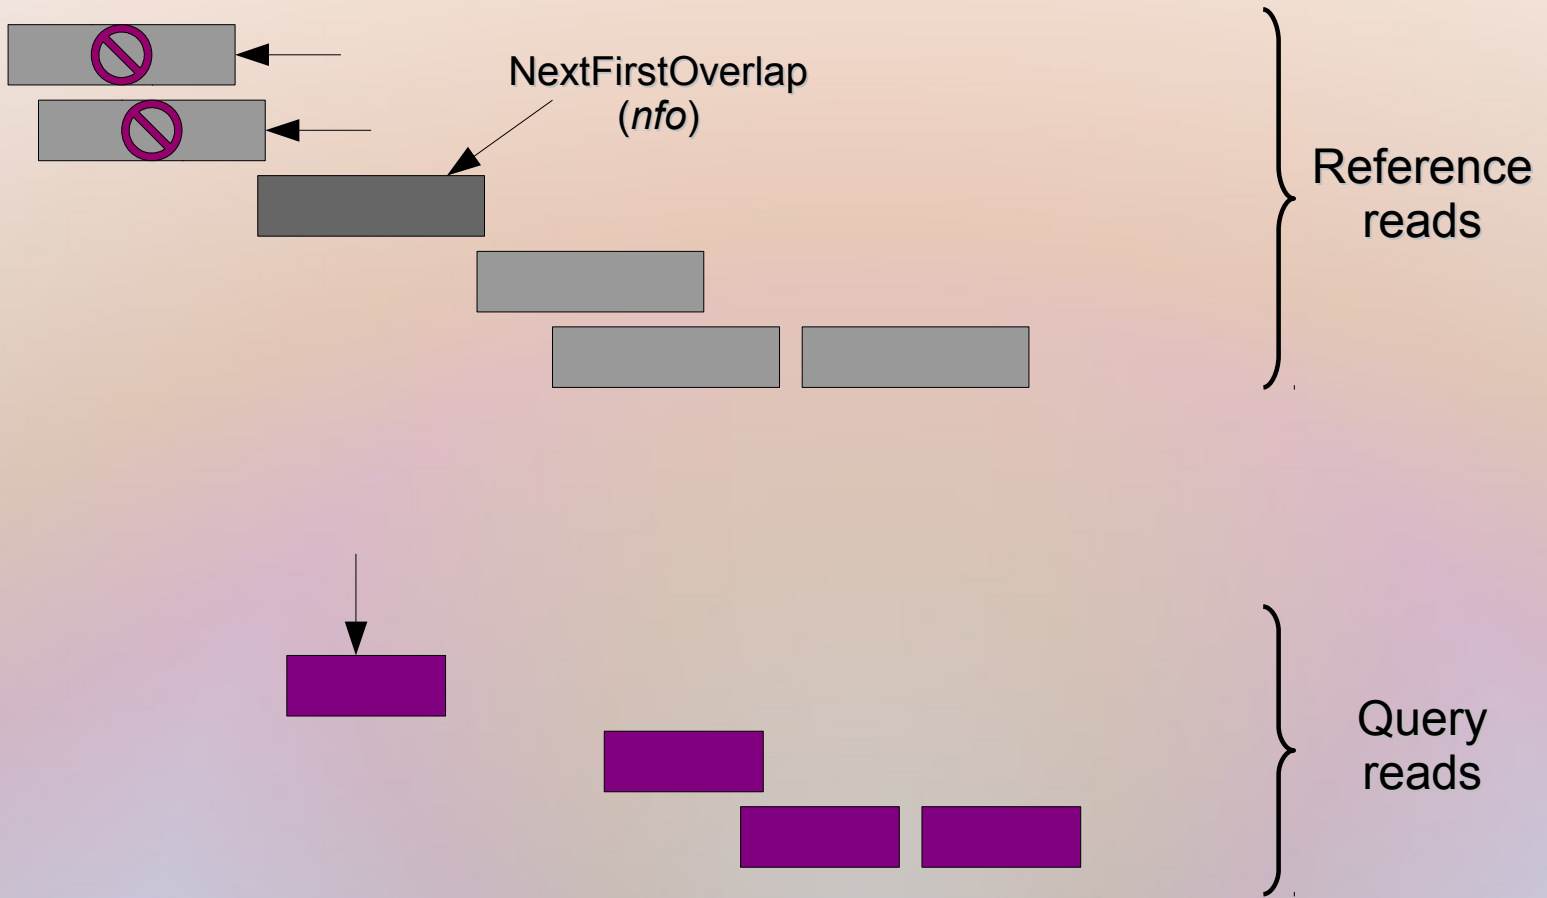 NextFirstOverlap
(nfo)
Reference
reads
Query
reads